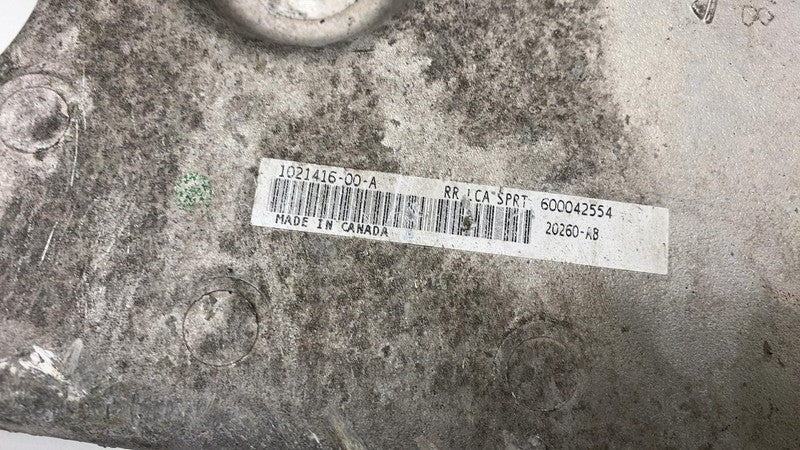 1021416-00-A RR LCA SPRT 600042554
MADE IN CANADA 20260-AB